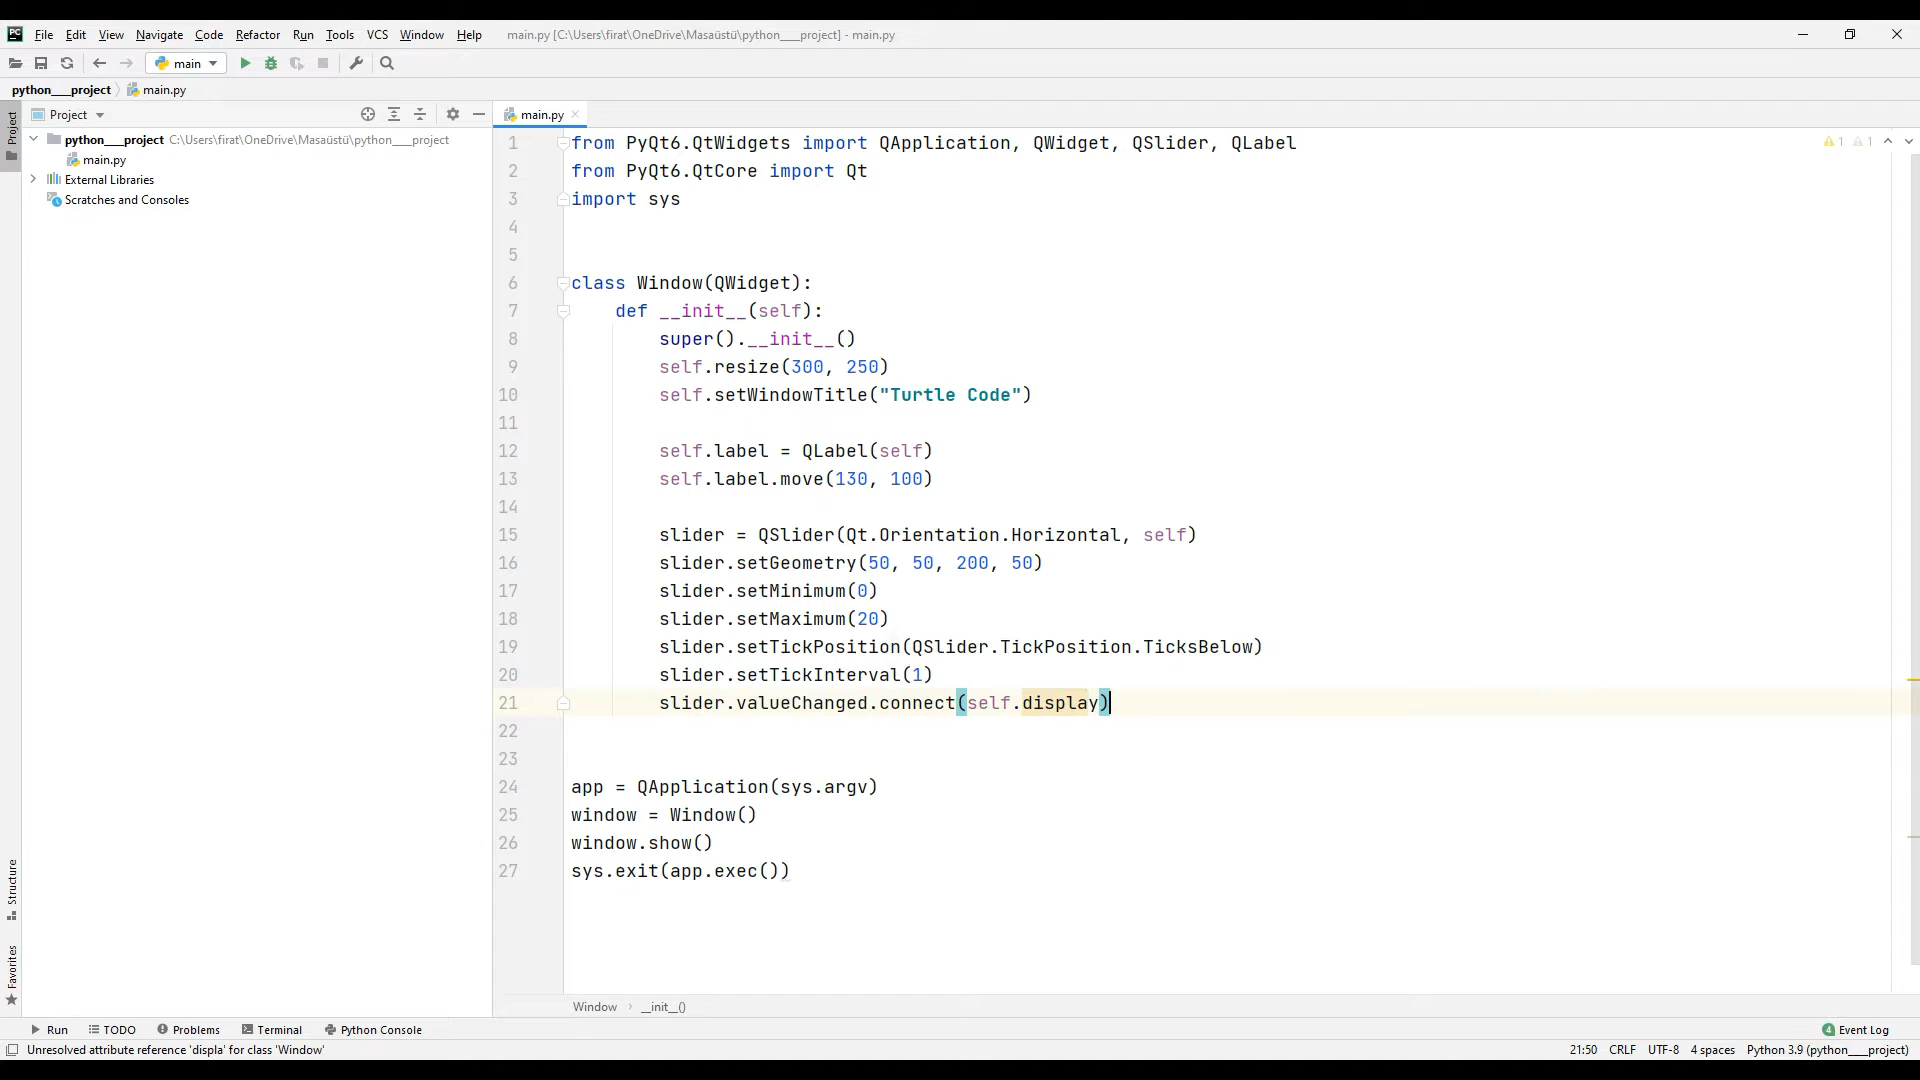 PC File Edit View Navigate Code Refactor Run Tools VCS Window Help main.py [C:\Users\firat\OneDrive\Masaüstü\python___project] - main.py
main
python___project main.py
Project
Project
main.py
python___project C:\Users\firat\OneDrive\Masaüstü\python___project
main.py
External Libraries
Scratches and Consoles
1 from PyQt6.QtWidgets import QApplication, QWidget, QSlider, QLabel
1 1
2 from PyQt6.QtCore import Qt
3 import sys
4
5
6 class Window(QWidget):
7 def __init__(self):
8 super().__init__()
9 self.resize(300, 250)
10 self.setWindowTitle("Turtle Code")
11
12 self.label = QLabel(self)
13 self.label.move(130, 100)
14
15 slider = QSlider(Qt.Orientation.Horizontal, self)
16 slider.setGeometry(50, 50, 200, 50)
17 slider.setMinimum(0)
18 slider.setMaximum(20)
19 slider.setTickPosition(QSlider.TickPosition.TicksBelow)
20 slider.setTickInterval(1)
21 slider.valueChanged.connect(self.display)
22
23
24 app = QApplication(sys.argv)
25 window = Window()
26 window.show()
27 sys.exit(app.exec())
Structure
Favorites
Window __init__()
Run TODO Problems Terminal Python Console 4 Event Log
Unresolved attribute reference 'displa' for class 'Window' 21:50 CRLF UTF-8 4 spaces Python 3.9 (python___project)